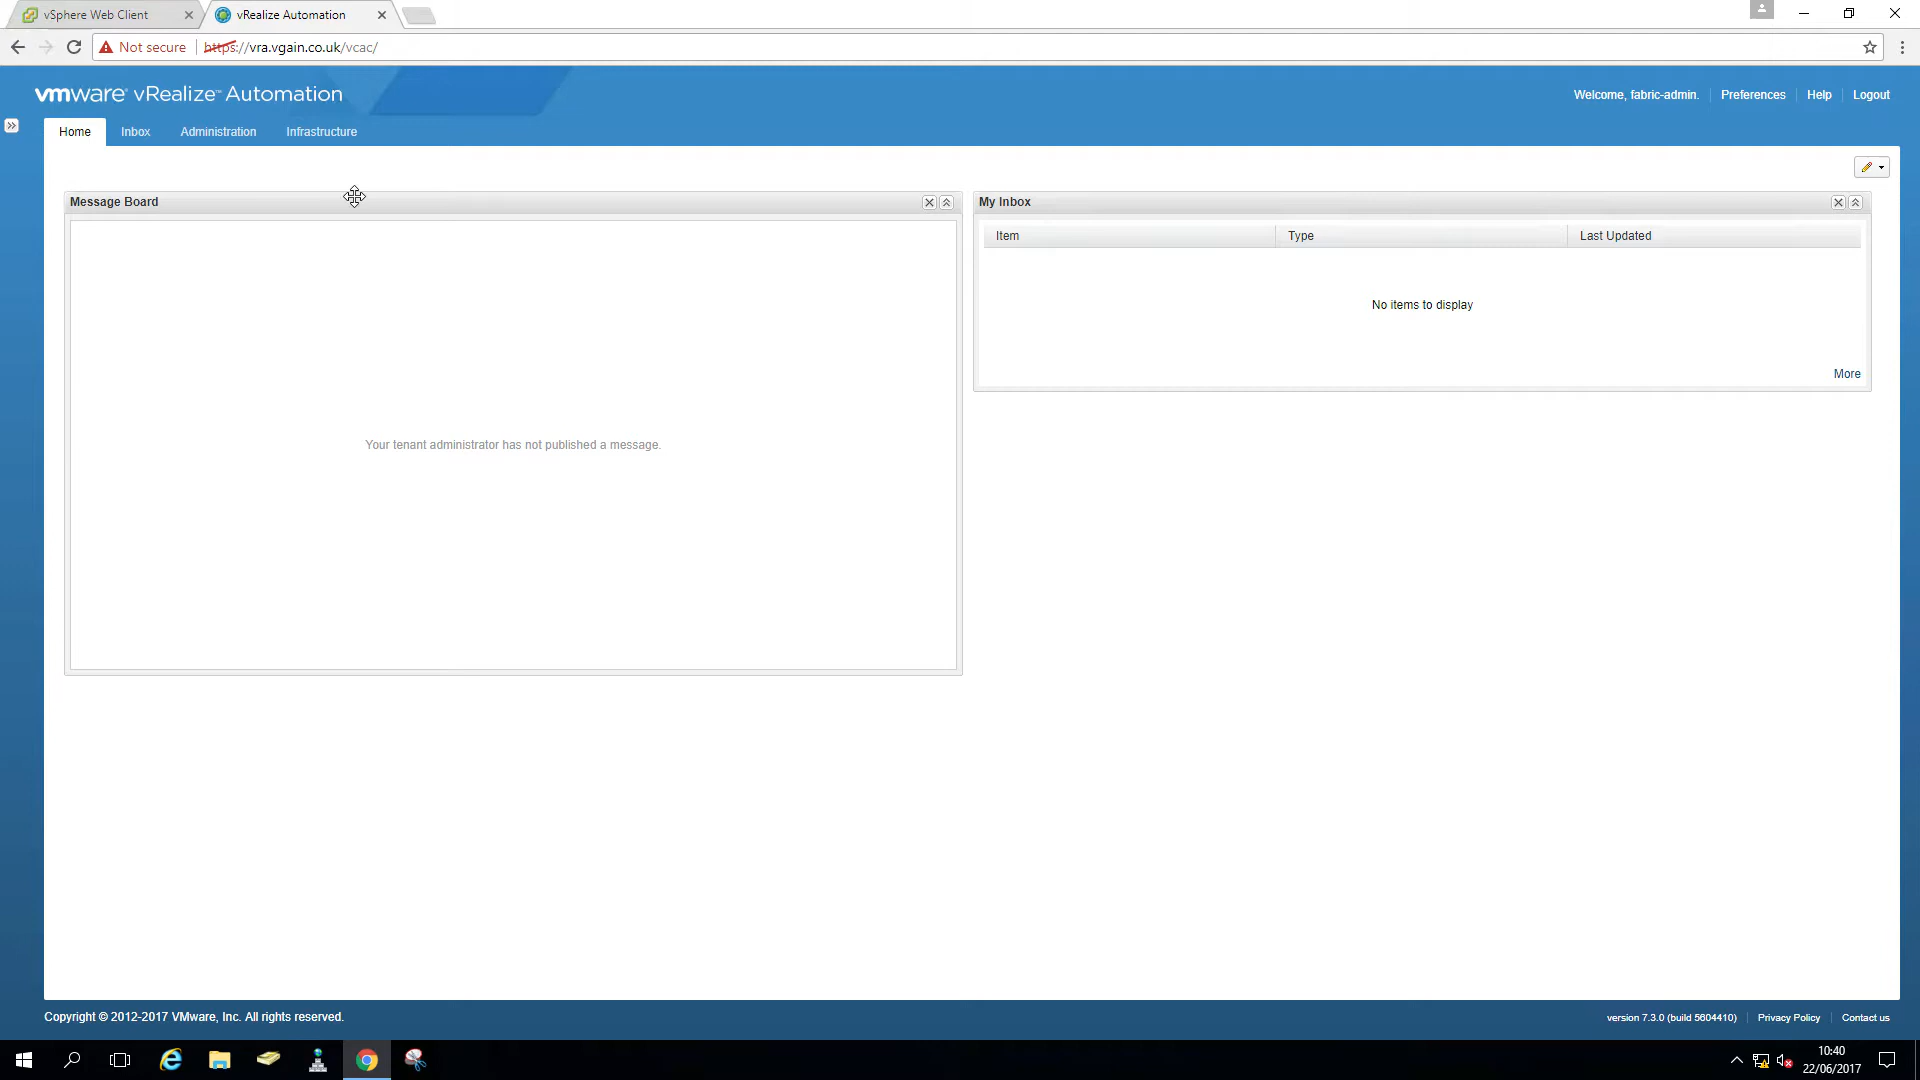 vSphere Web Client
vRealize Automation
Not secure
https://vra.vgain.co.uk/vcac/
vmware® vRealize™ Automation
Welcome, fabric-admin.
Preferences
Help
Logout
Home
Inbox
Administration
Infrastructure
Message Board
My Inbox
Item
Type
Last Updated
No items to display
More
Your tenant administrator has not published a message.
Copyright © 2012-2017 VMware, Inc. All rights reserved.
version 7.3.0 (build 5604410)
Privacy Policy
Contact us
10:40
22/06/2017